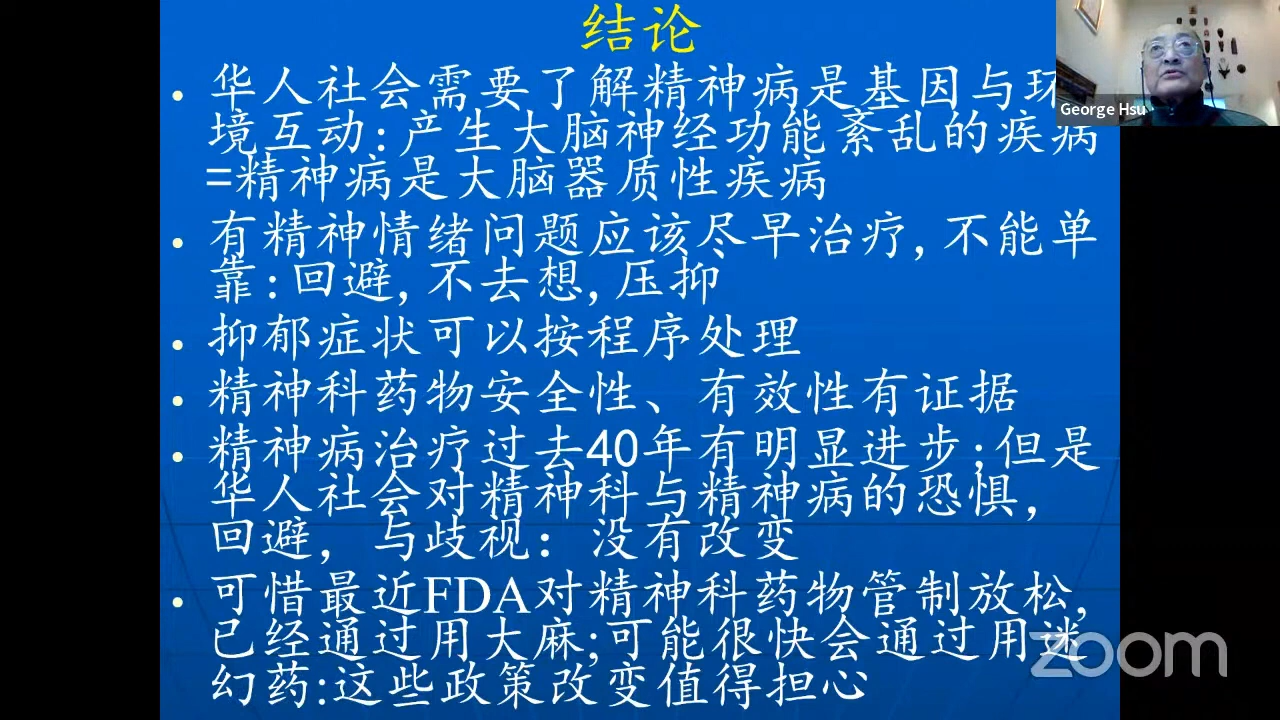 结论
• 华人社会需要了解精神病是基因与环
境互动:产生大脑神经功能紊乱的疾病
=精神病是大脑器质性疾病
• 有精神情绪问题应该尽早治疗,不能单
靠:回避,不去想,压抑
• 抑郁症状可以按程序处理
• 精神科药物安全性、有效性有证据
• 精神病治疗过去40年有明显进步;但是
华人社会对精神科与精神病的恐惧,
回避，与歧视：没有改变
• 可惜最近FDA对精神科药物管制放松,
已经通过用大麻;可能很快会通过用迷
幻药:这些政策改变值得担心
George Hsu
zoom